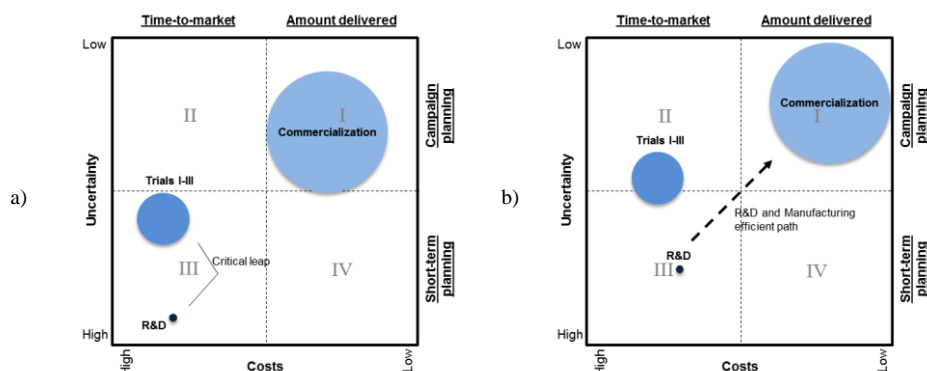 a)
Time-to-market Amount delivered
Low
II
I
Commercialization
Trials I-III
Uncertainty
III
Critical leap
IV
R&D
High
High
Costs
Low
Campaign
planning
Short-term
planning
b)
Time-to-market Amount delivered
Low
II
Commercialization
I
Trials I-III
Uncertainty
R&D and Manufacturing
efficient path
R&D
III
IV
High
High
Costs
Low
Campaign
planning
Short-term
planning